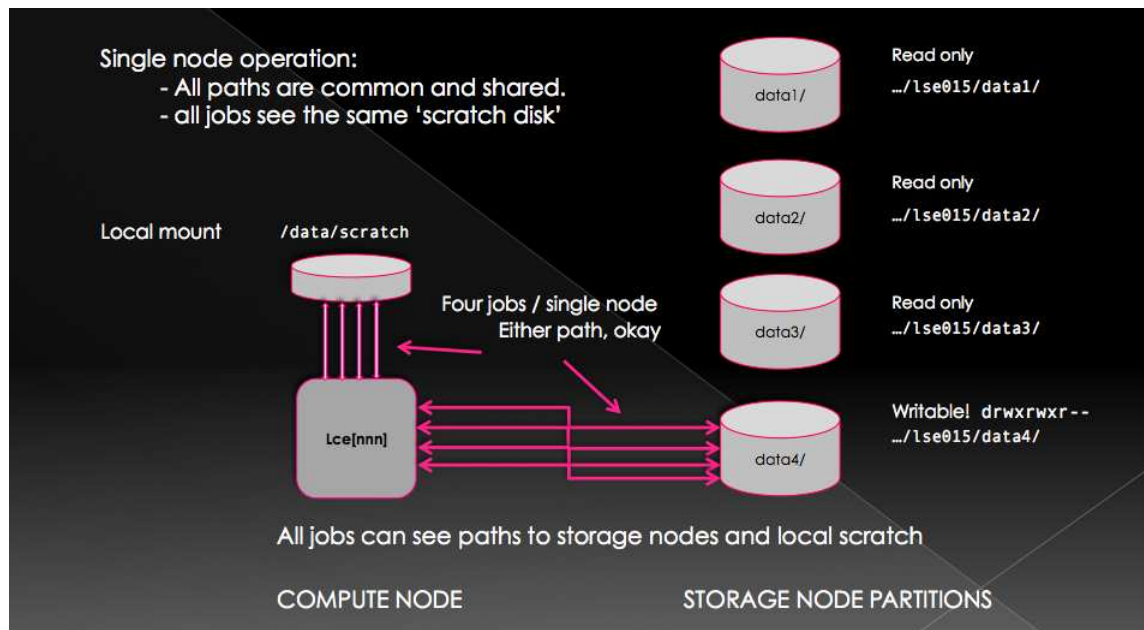 Single node operation:
- All paths are common and shared.
- all jobs see the same ‘scratch disk’
Local mount
/data/scratch
Four jobs / single node
Either path, okay
Lce[nnn]
data1/
Read only
…/lse015/data1/
data2/
Read only
…/lse015/data2/
data3/
Read only
…/lse015/data3/
data4/
Writable! drwxrwxr--
…/lse015/data4/
All jobs can see paths to storage nodes and local scratch
COMPUTE NODE
STORAGE NODE PARTITIONS